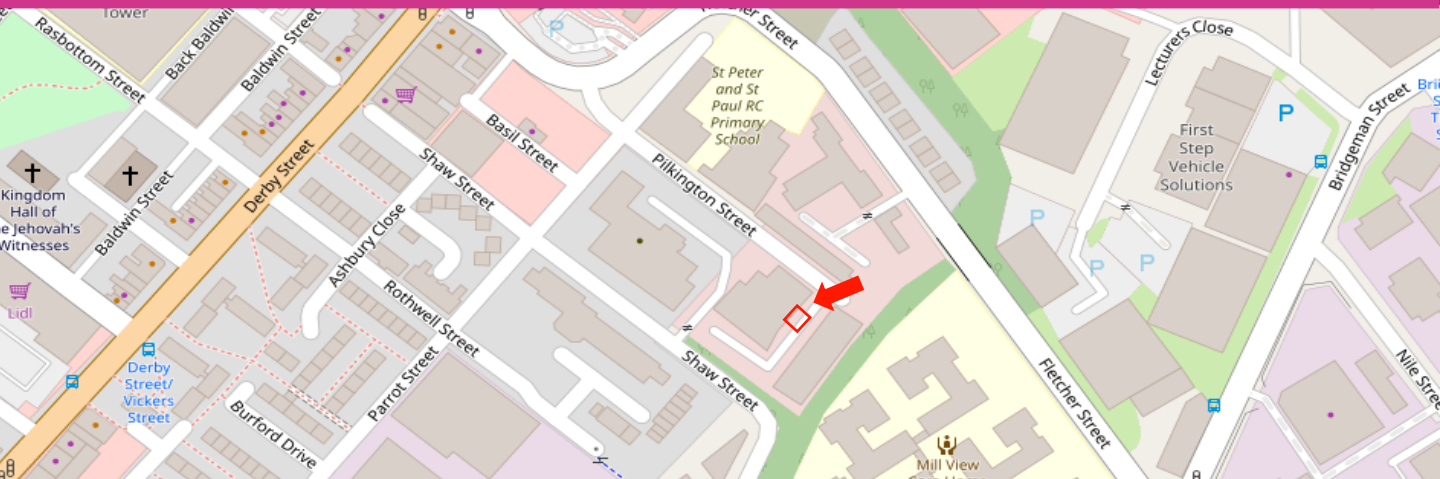 Tower
Rasbottom Street
Back Baldwin
Baldwin Street
Derby Street
Kingdom
Hall of
e Jehovah's
Witnesses
Baldwin Street
Lidl
Derby
Street/
Vickers
Street
Shaw Street
Basil Street
Ashbury Close
Rothwell Street
Parrot Street
Burford Drive
P
St Peter
and St
Paul RC
Primary
School
Pilkington Street
Shaw Street
Street
Fletcher Street
Mill View
Lecturers Close
First
Step
Vehicle
Solutions
P
P
P
P
Bridgeman Street
Nile Stree